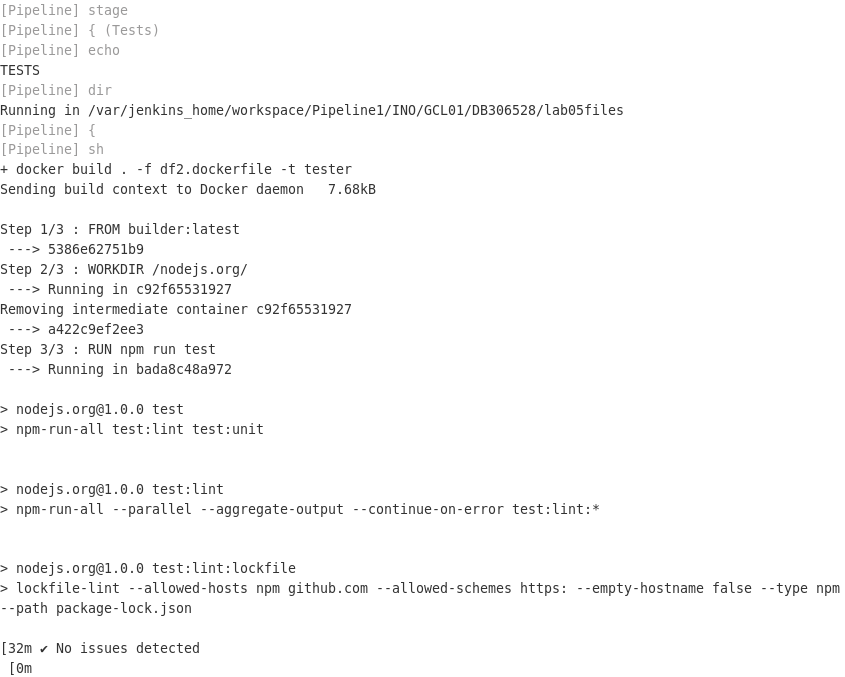 [Pipeline] stage
[Pipeline] { (Tests)
[Pipeline] echo
TESTS
[Pipeline] dir
Running in /var/jenkins_home/workspace/Pipeline1/INO/GCL01/DB306528/lab05files
[Pipeline] {
[Pipeline] sh
+ docker build . -f df2.dockerfile -t tester
Sending build context to Docker daemon   7.68kB
Step 1/3 : FROM builder:latest
 ---> 5386e62751b9
Step 2/3 : WORKDIR /nodejs.org/
 ---> Running in c92f65531927
Removing intermediate container c92f65531927
 ---> a422c9ef2ee3
Step 3/3 : RUN npm run test
 ---> Running in bada8c48a972
> nodejs.org@1.0.0 test
> npm-run-all test:lint test:unit
> nodejs.org@1.0.0 test:lint
> npm-run-all --parallel --aggregate-output --continue-on-error test:lint:*
> nodejs.org@1.0.0 test:lint:lockfile
> lockfile-lint --allowed-hosts npm github.com --allowed-schemes https: --empty-hostname false --type npm
--path package-lock.json
[32m ✔ No issues detected
 [0m